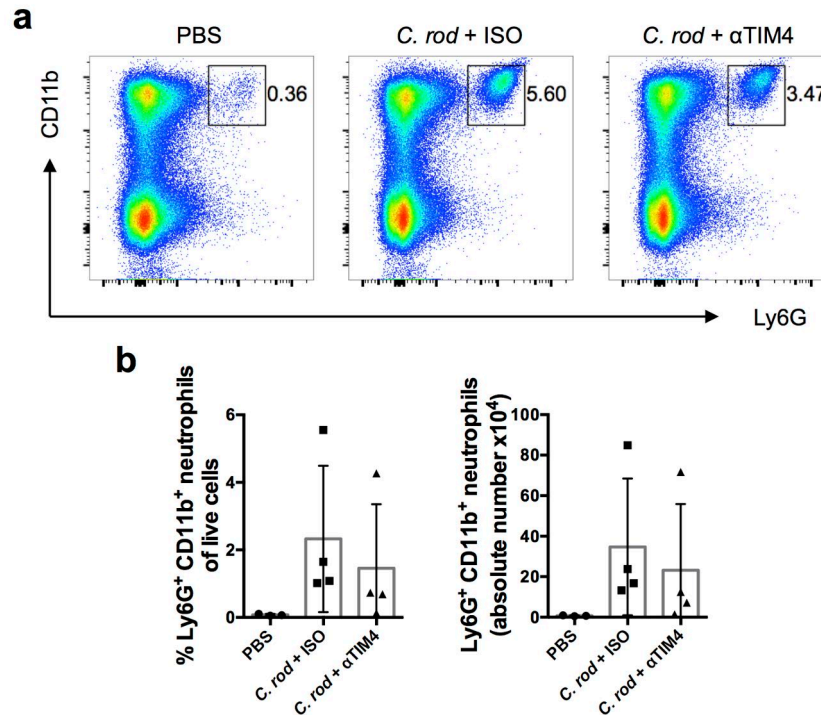 a
PBS
C. rod + ISO
C. rod + αTIM4
CD11b
0.36
5.60
3.47
Ly6G
b
% Ly6G⁺ CD11b⁺ neutrophils
of live cells
6
4
2
0
PBS
C. rod + ISO
C. rod + αTIM4
Ly6G⁺ CD11b⁺ neutrophils
(absolute number x10⁴)
100
80
60
40
20
0
PBS
C. rod + ISO
C. rod + αTIM4